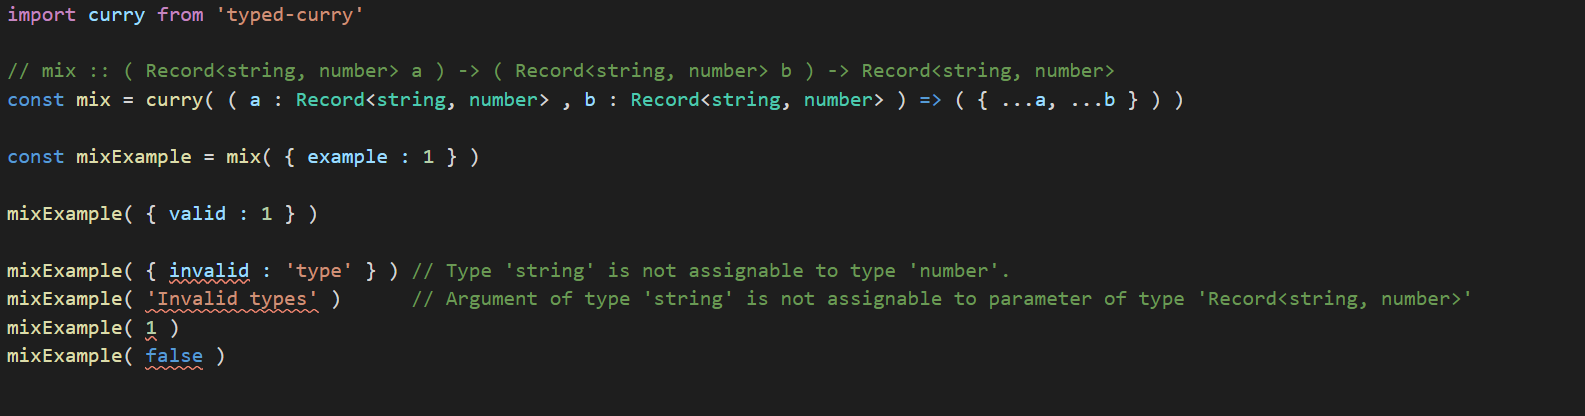 import curry from 'typed-curry'
// mix :: ( Record<string, number> a ) -> ( Record<string, number> b ) -> Record<string, number>
const mix = curry( ( a : Record<string, number> , b : Record<string, number> ) => ( { ...a, ...b } ) )
const mixExample = mix( { example : 1 } )
mixExample( { valid : 1 } )
mixExample( { invalid : 'type' } ) // Type 'string' is not assignable to type 'number'.
mixExample( 'Invalid types' )      // Argument of type 'string' is not assignable to parameter of type 'Record<string, number>'
mixExample( 1 )
mixExample( false )